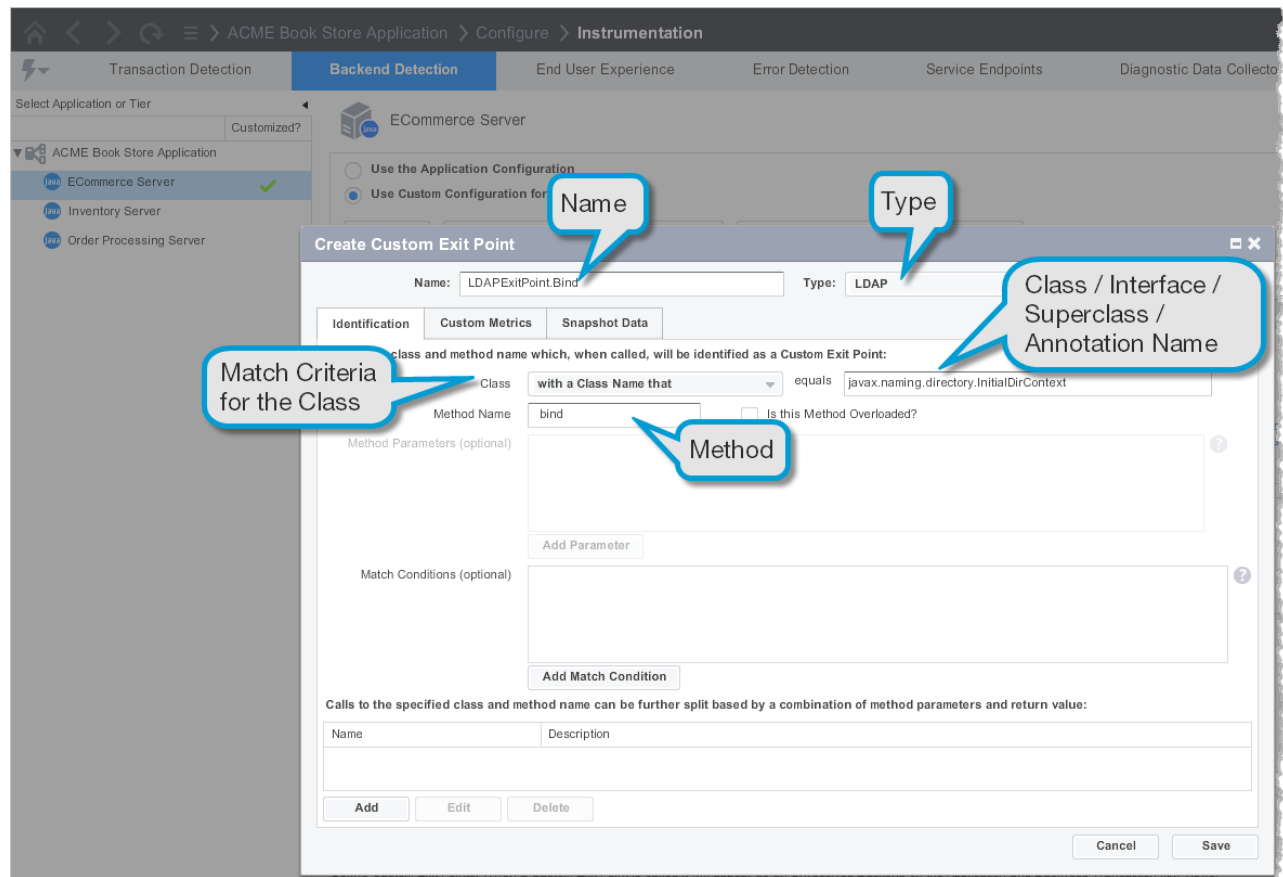 ACME Book Store Application > Configure > Instrumentation
Transaction Detection
Backend Detection
End User Experience
Error Detection
Service Endpoints
Diagnostic Data Collecto
Select Application or Tier
Customized?
ACME Book Store Application
ECommerce Server
Inventory Server
Order Processing Server
ECommerce Server
Use the Application Configuration
Use Custom Configuration for
Name
Type
Create Custom Exit Point
Name: LDAPExitPoint.Bind
Type: LDAP
Class / Interface /
Superclass /
Annotation Name
Identification
Custom Metrics
Snapshot Data
class and method name which, when called, will be identified as a Custom Exit Point:
Match Criteria
for the Class
Class with a Class Name that equals javax.naming.directory.InitialDirContext
Method Name bind Is this Method Overloaded?
Method
Method Parameters (optional)
Add Parameter
Match Conditions (optional)
Add Match Condition
Calls to the specified class and method name can be further split based by a combination of method parameters and return value:
Name Description
Add Edit Delete
Cancel Save